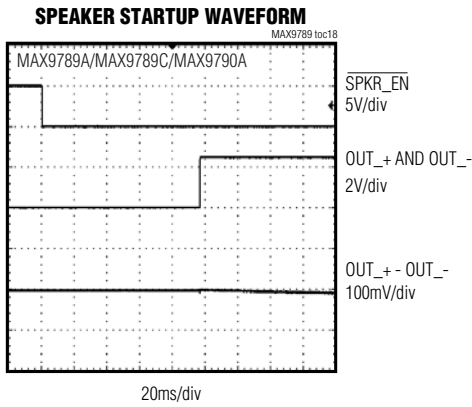 SPEAKER STARTUP WAVEFORM
MAX9789 toc18
MAX9789A/MAX9789C/MAX9790A
SPKR_EN
5V/div
OUT_+ AND OUT_-
2V/div
OUT_+ - OUT_-
100mV/div
20ms/div